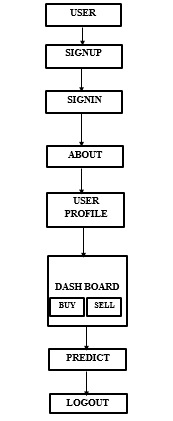 USER
SIGNUP
SIGNIN
ABOUT
USER
PROFILE
DASH BOARD
BUY
SELL
PREDICT
LOGOUT